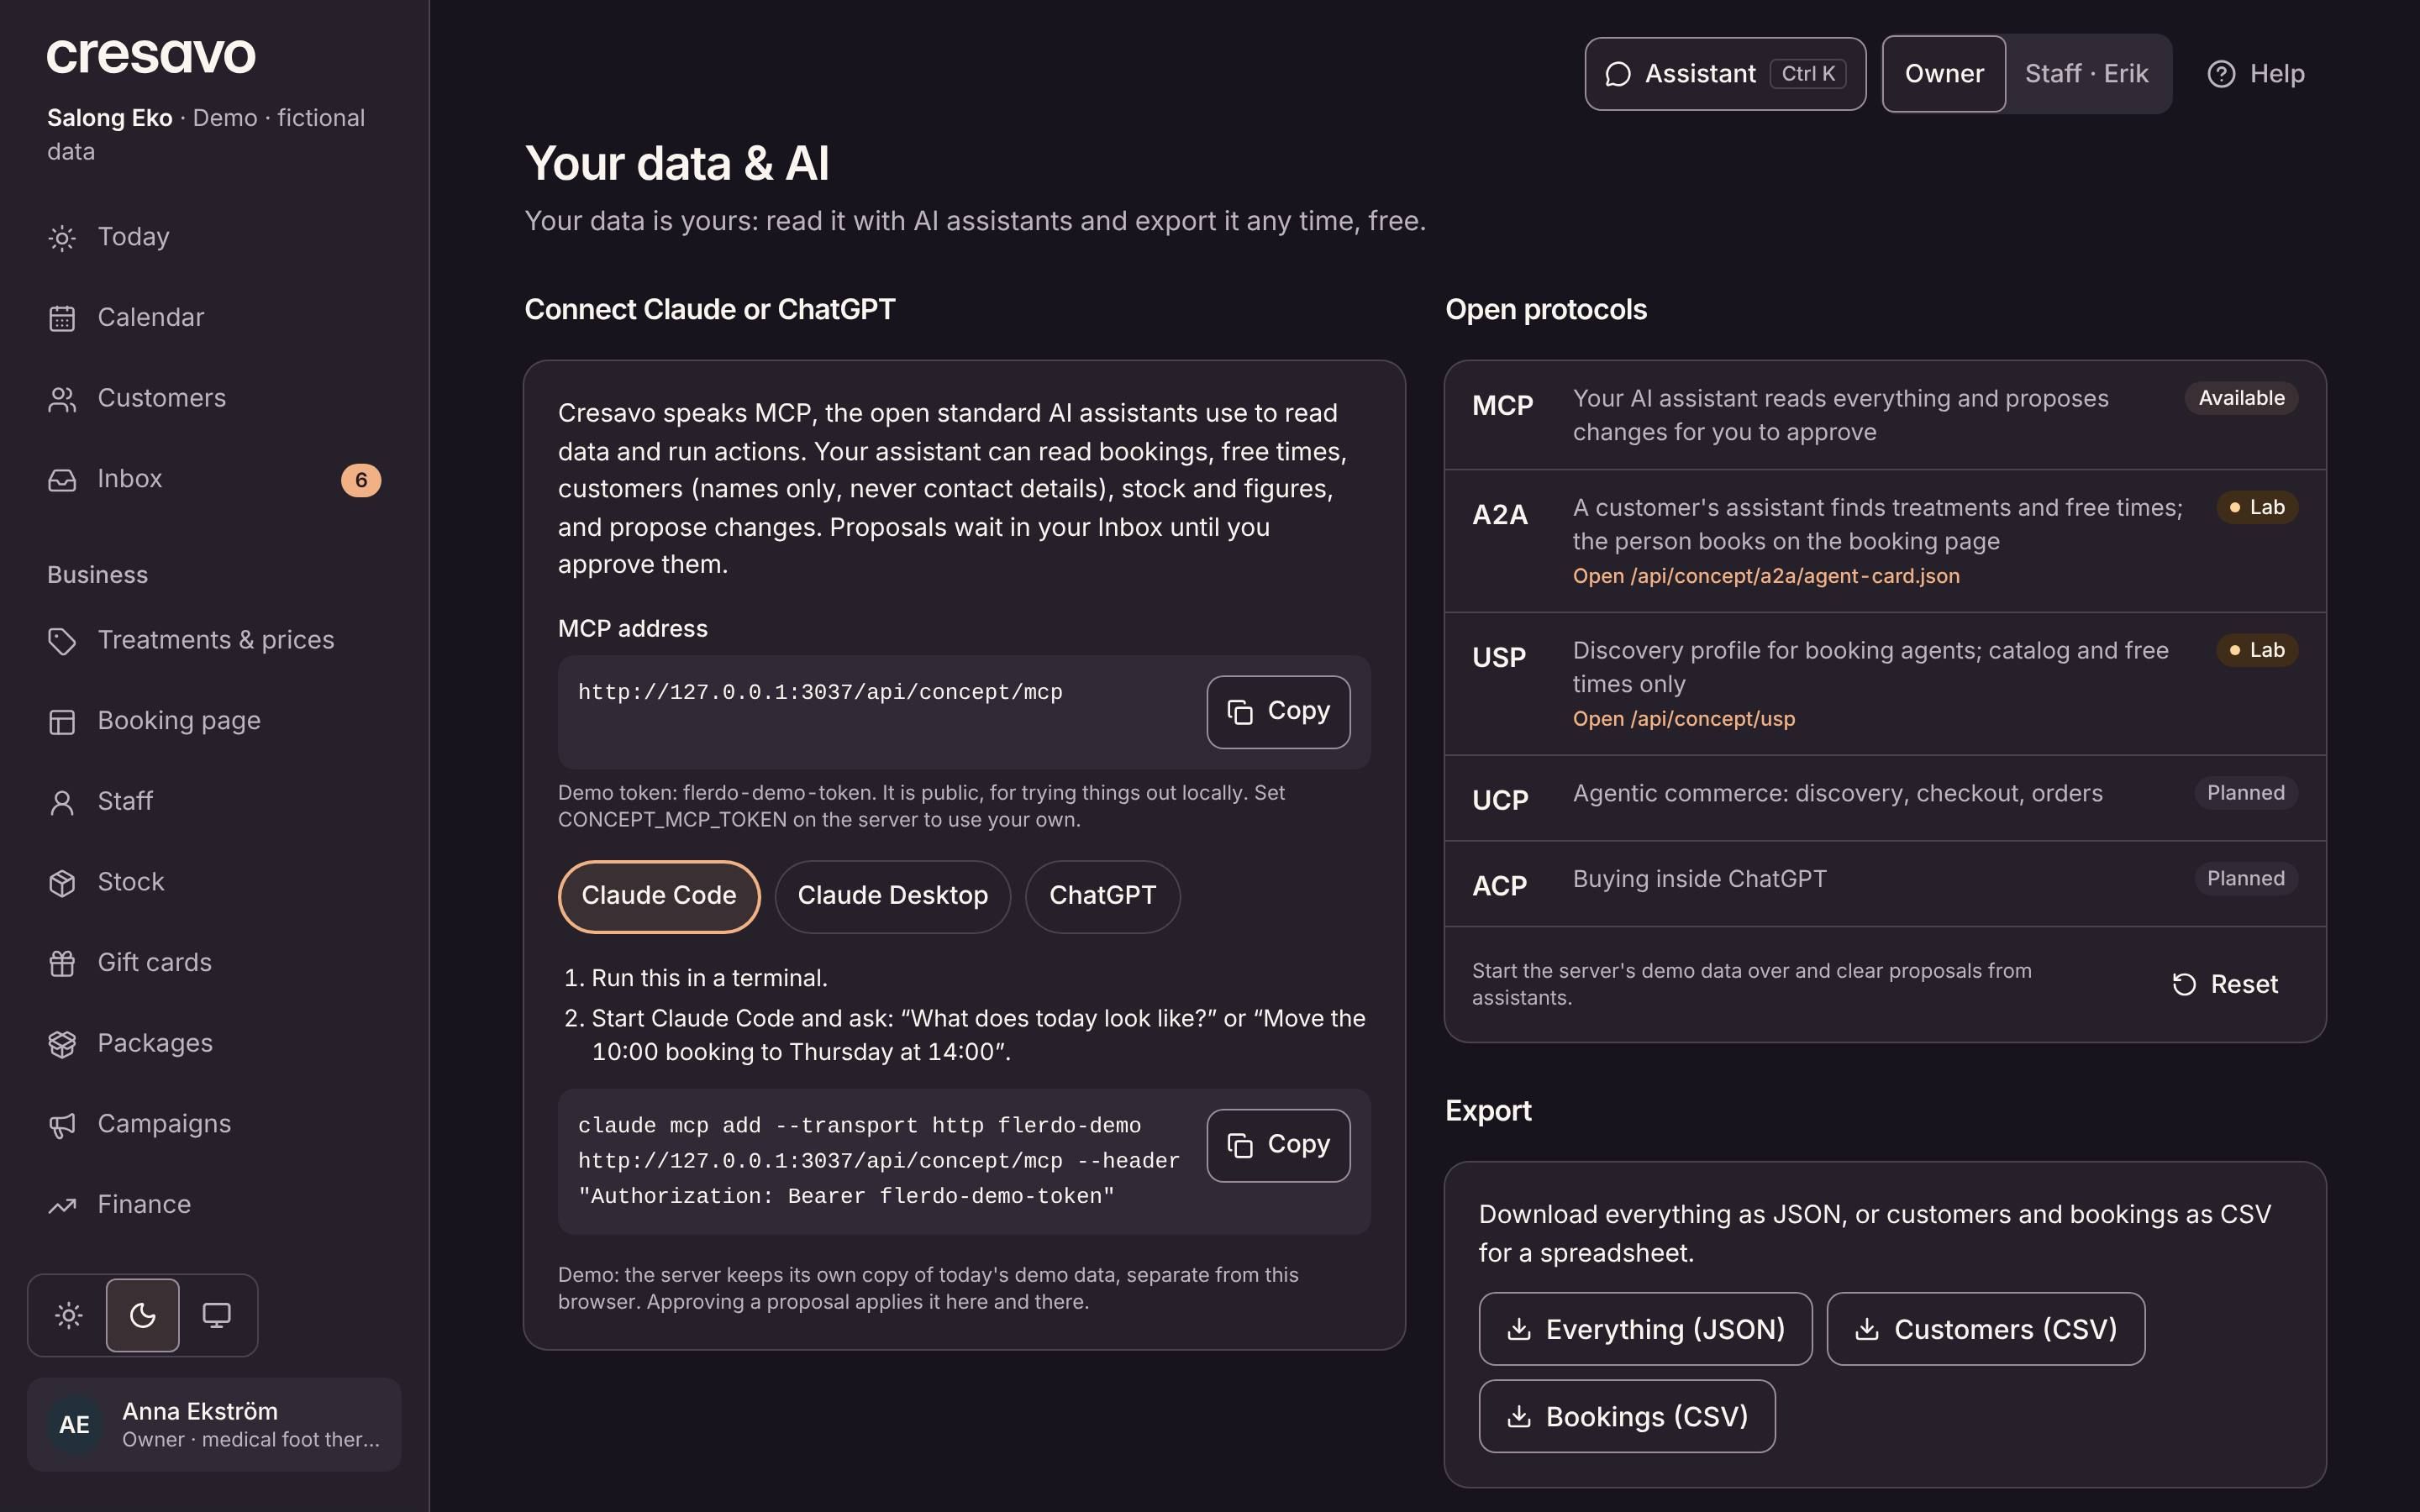 cresavo
Salong Eko · Demo · fictional
data
Today
Calendar
Customers
Inbox
6
Business
Treatments & prices
Booking page
Staff
Stock
Gift cards
Packages
Campaigns
Finance
AE
Anna Ekström
Owner · medical foot ther...
Assistant
Ctrl K
Owner
Staff · Erik
Help
Your data & AI
Your data is yours: read it with AI assistants and export it any time, free.
Connect Claude or ChatGPT
Cresavo speaks MCP, the open standard AI assistants use to read
data and run actions. Your assistant can read bookings, free times,
customers (names only, never contact details), stock and figures,
and propose changes. Proposals wait in your Inbox until you
approve them.
MCP address
http://127.0.0.1:3037/api/concept/mcp
Copy
Demo token: flerdo-demo-token. It is public, for trying things out locally. Set
CONCEPT_MCP_TOKEN on the server to use your own.
Claude Code
Claude Desktop
ChatGPT
1. Run this in a terminal.
2. Start Claude Code and ask: “What does today look like?” or “Move the
10:00 booking to Thursday at 14:00”.
claude mcp add --transport http flerdo-demo
http://127.0.0.1:3037/api/concept/mcp --header
"Authorization: Bearer flerdo-demo-token"
Copy
Demo: the server keeps its own copy of today's demo data, separate from this
browser. Approving a proposal applies it here and there.
Open protocols
MCP
Your AI assistant reads everything and proposes
changes for you to approve
Available
A2A
A customer's assistant finds treatments and free times;
the person books on the booking page
Open /api/concept/a2a/agent-card.json
Lab
USP
Discovery profile for booking agents; catalog and free
times only
Open /api/concept/usp
Lab
UCP
Agentic commerce: discovery, checkout, orders
Planned
ACP
Buying inside ChatGPT
Planned
Start the server's demo data over and clear proposals from
assistants.
Reset
Export
Download everything as JSON, or customers and bookings as CSV
for a spreadsheet.
Everything (JSON)
Customers (CSV)
Bookings (CSV)